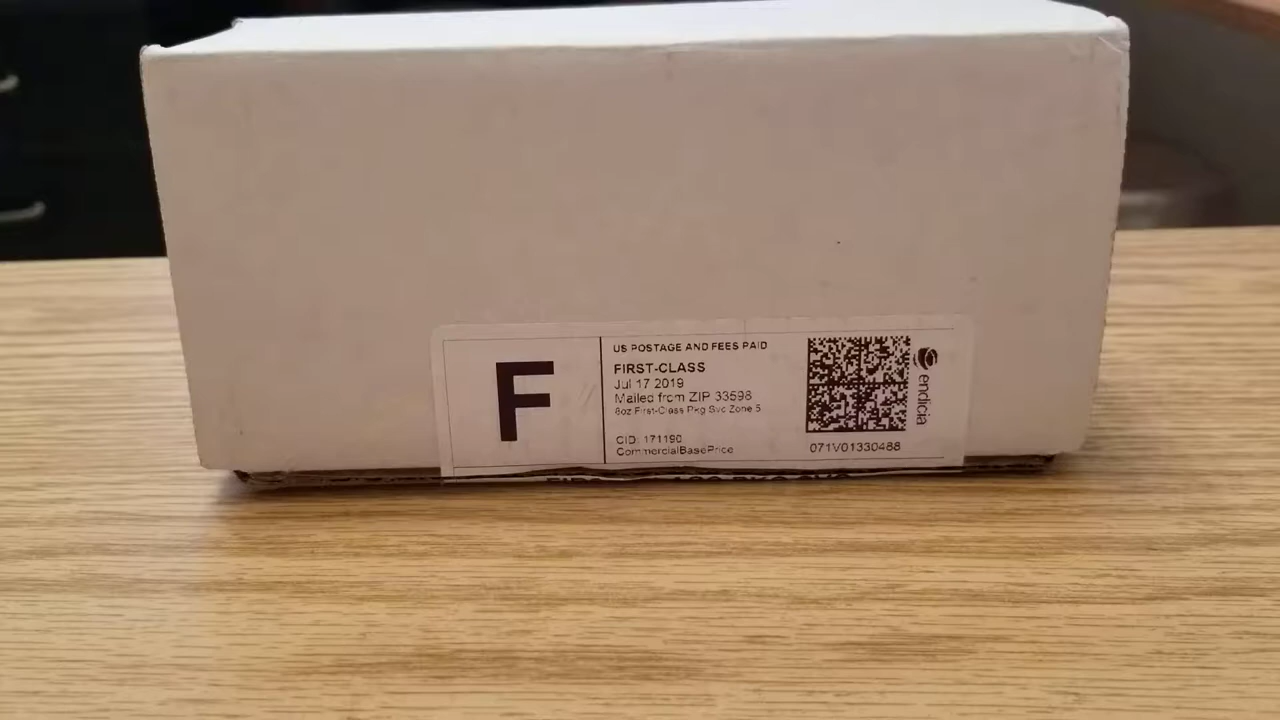 F
US POSTAGE AND FEES PAID
FIRST-CLASS
Jul 17 2019
Mailed from ZIP 33598
8oz First-Class Pkg Svc Zone 5
CID: 171190
CommercialBasePrice
endicia
071V01330488